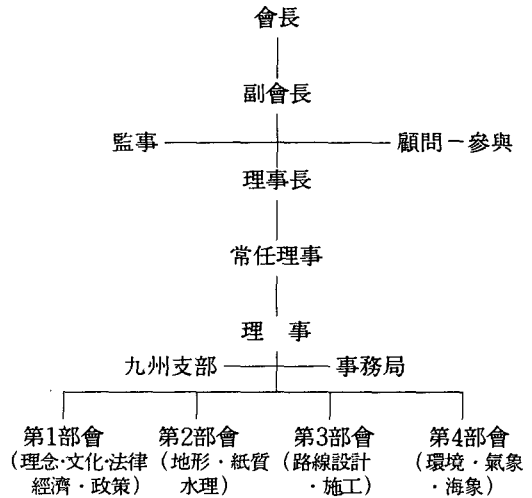 會長
副會長
監事 顧問－參與
理事長
常任理事
理 事
九州支部 事務局
第1部會 第2部會 第3部會 第4部會
(理念·文化·法律 (地形·紙質 (路線設計 (環境·氣象
經濟·政策) 水理) ·施工) ·海象)